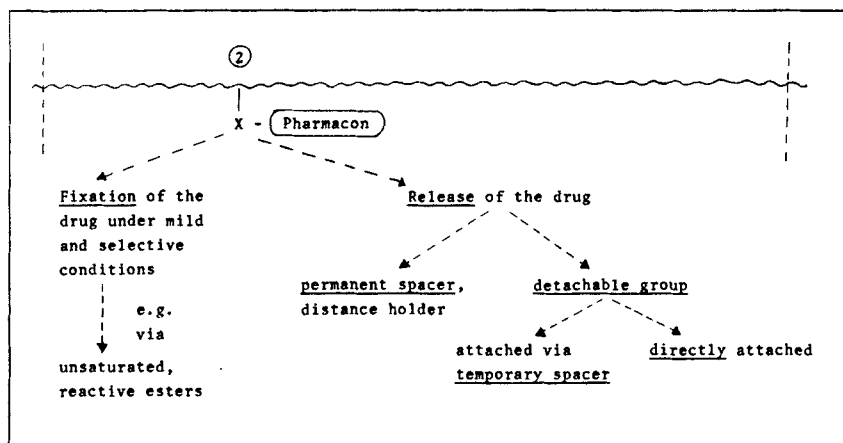 2
X - Pharmacon
Fixation of the
drug under mild
and selective
conditions
e.g.
via
unsaturated,
reactive esters
Release of the drug
permanent spacer,
distance holder
detachable group
attached via
temporary spacer
directly attached